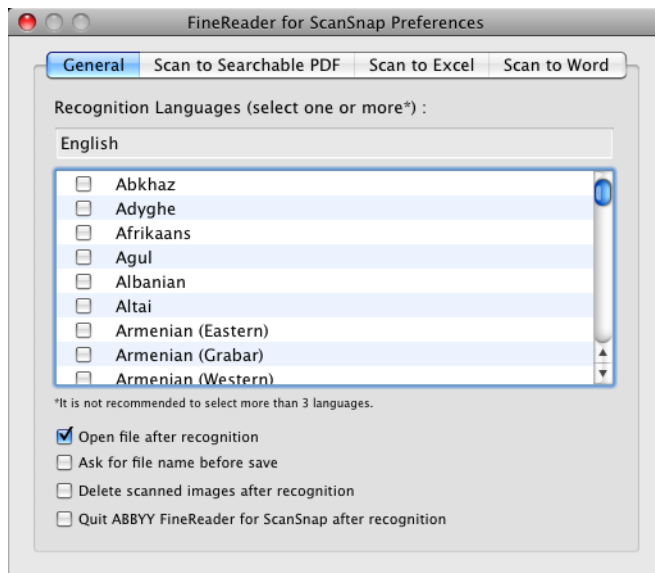 FineReader for ScanSnap Preferences
General Scan to Searchable PDF Scan to Excel Scan to Word
Recognition Languages (select one or more*) :
English
Abkhaz
Adyghe
Afrikaans
Agul
Albanian
Altai
Armenian (Eastern)
Armenian (Grabar)
Armenian (Western)
*It is not recommended to select more than 3 languages.
Open file after recognition
Ask for file name before save
Delete scanned images after recognition
Quit ABBYY FineReader for ScanSnap after recognition